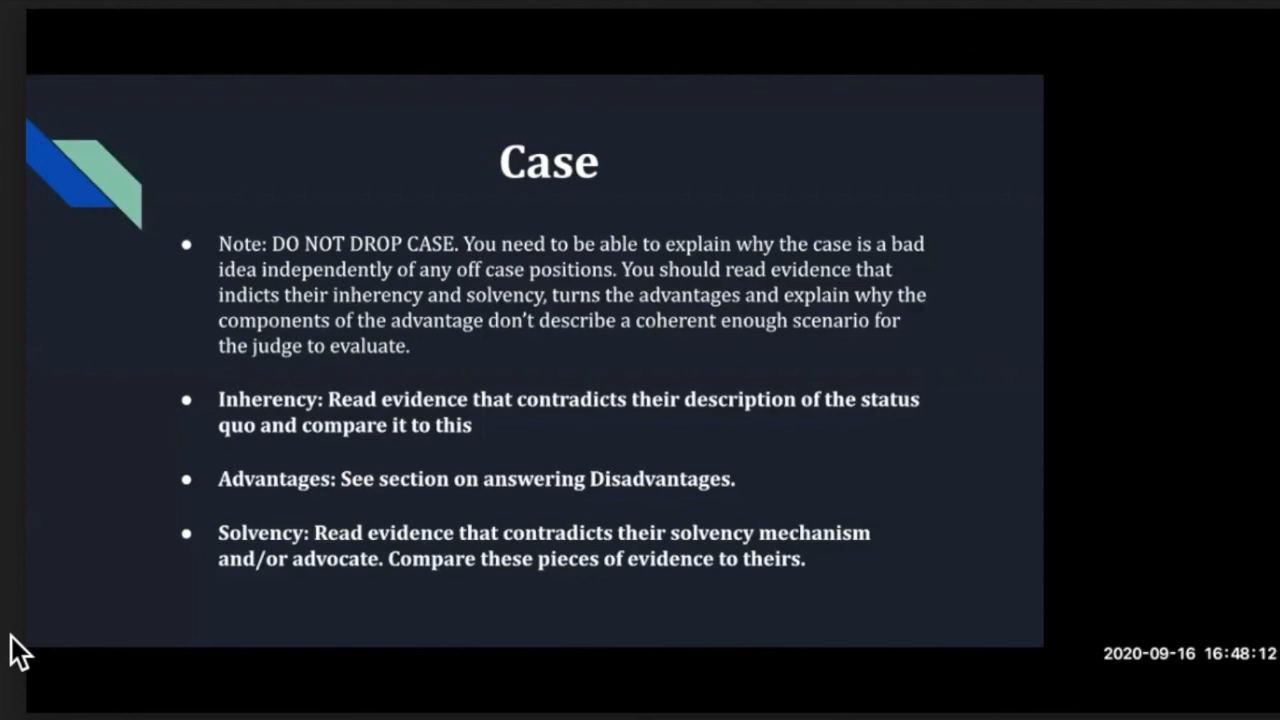 Case
● Note: DO NOT DROP CASE. You need to be able to explain why the case is a bad
idea independently of any off case positions. You should read evidence that
indicts their inherency and solvency, turns the advantages and explain why the
components of the advantage don’t describe a coherent enough scenario for
the judge to evaluate.
● Inherency: Read evidence that contradicts their description of the status
quo and compare it to this
● Advantages: See section on answering Disadvantages.
● Solvency: Read evidence that contradicts their solvency mechanism
and/or advocate. Compare these pieces of evidence to theirs.
2020-09-16 16:48:12